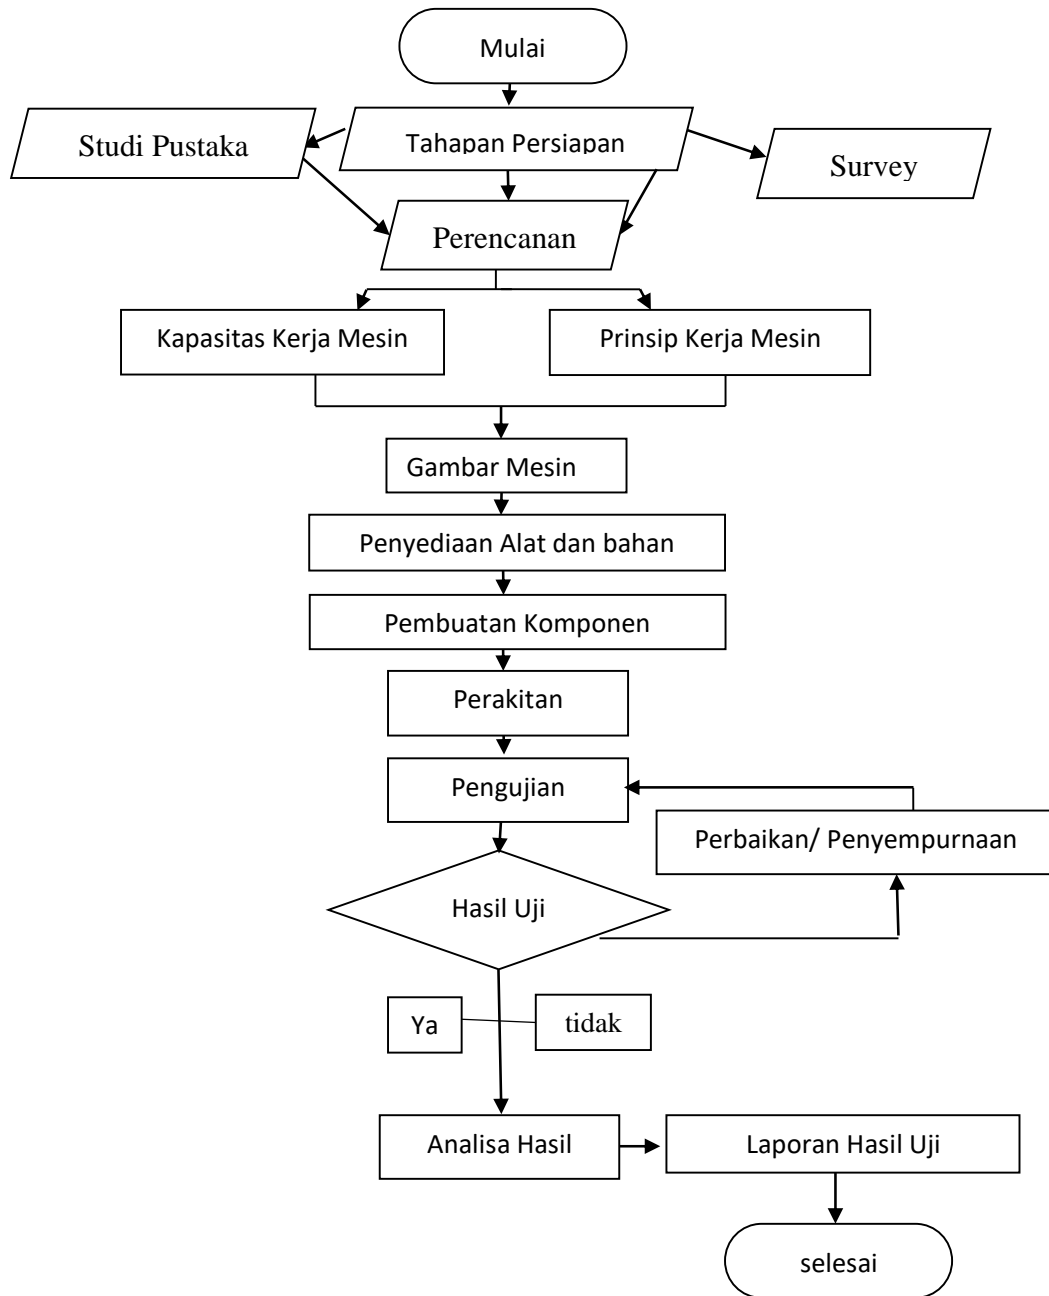 Mulai
Studi Pustaka
Tahapan Persiapan
Survey
Perencanan
Kapasitas Kerja Mesin
Prinsip Kerja Mesin
Gambar Mesin
Penyediaan Alat dan bahan
Pembuatan Komponen
Perakitan
Pengujian
Perbaikan/ Penyempurnaan
Hasil Uji
Ya
tidak
Analisa Hasil
Laporan Hasil Uji
selesai